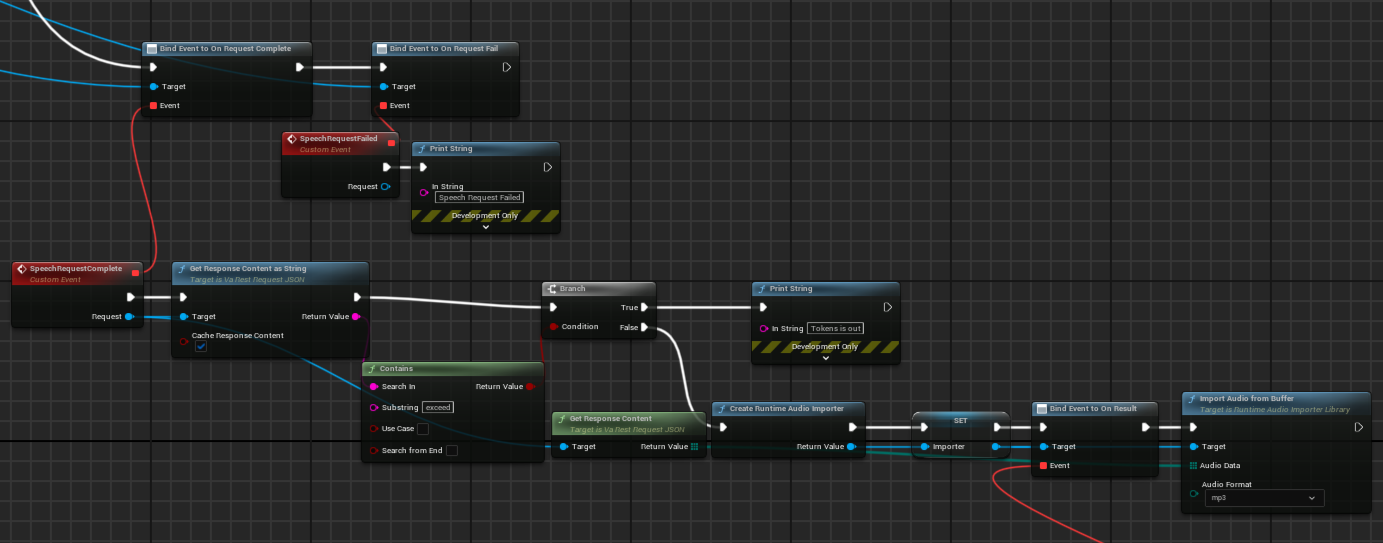 Bind Event to On Request Complete
Target
Event
Bind Event to On Request Fail
Target
Event
SpeechRequestFailed
Custom Event
Request
Print String
In String
Speech Request Failed
Development Only
SpeechRequestComplete
Custom Event
Request
Get Response Content as String
Target is Va Rest Request JSON
Target
Return Value
Cache Response Content
Branch
True
Condition
False
Print String
In String Tokens is out
Development Only
Contains
Search In
Return Value
Substring exceed
Use Case
Search from End
Get Response Content
Target is Va Rest Request JSON
Target
Return Value
Create Runtime Audio Importer
Return Value
SET
Importer
Bind Event to On Result
Target
Event
Import Audio from Buffer
Target is Runtime Audio Importer Library
Target
Audio Data
Audio Format
mp3